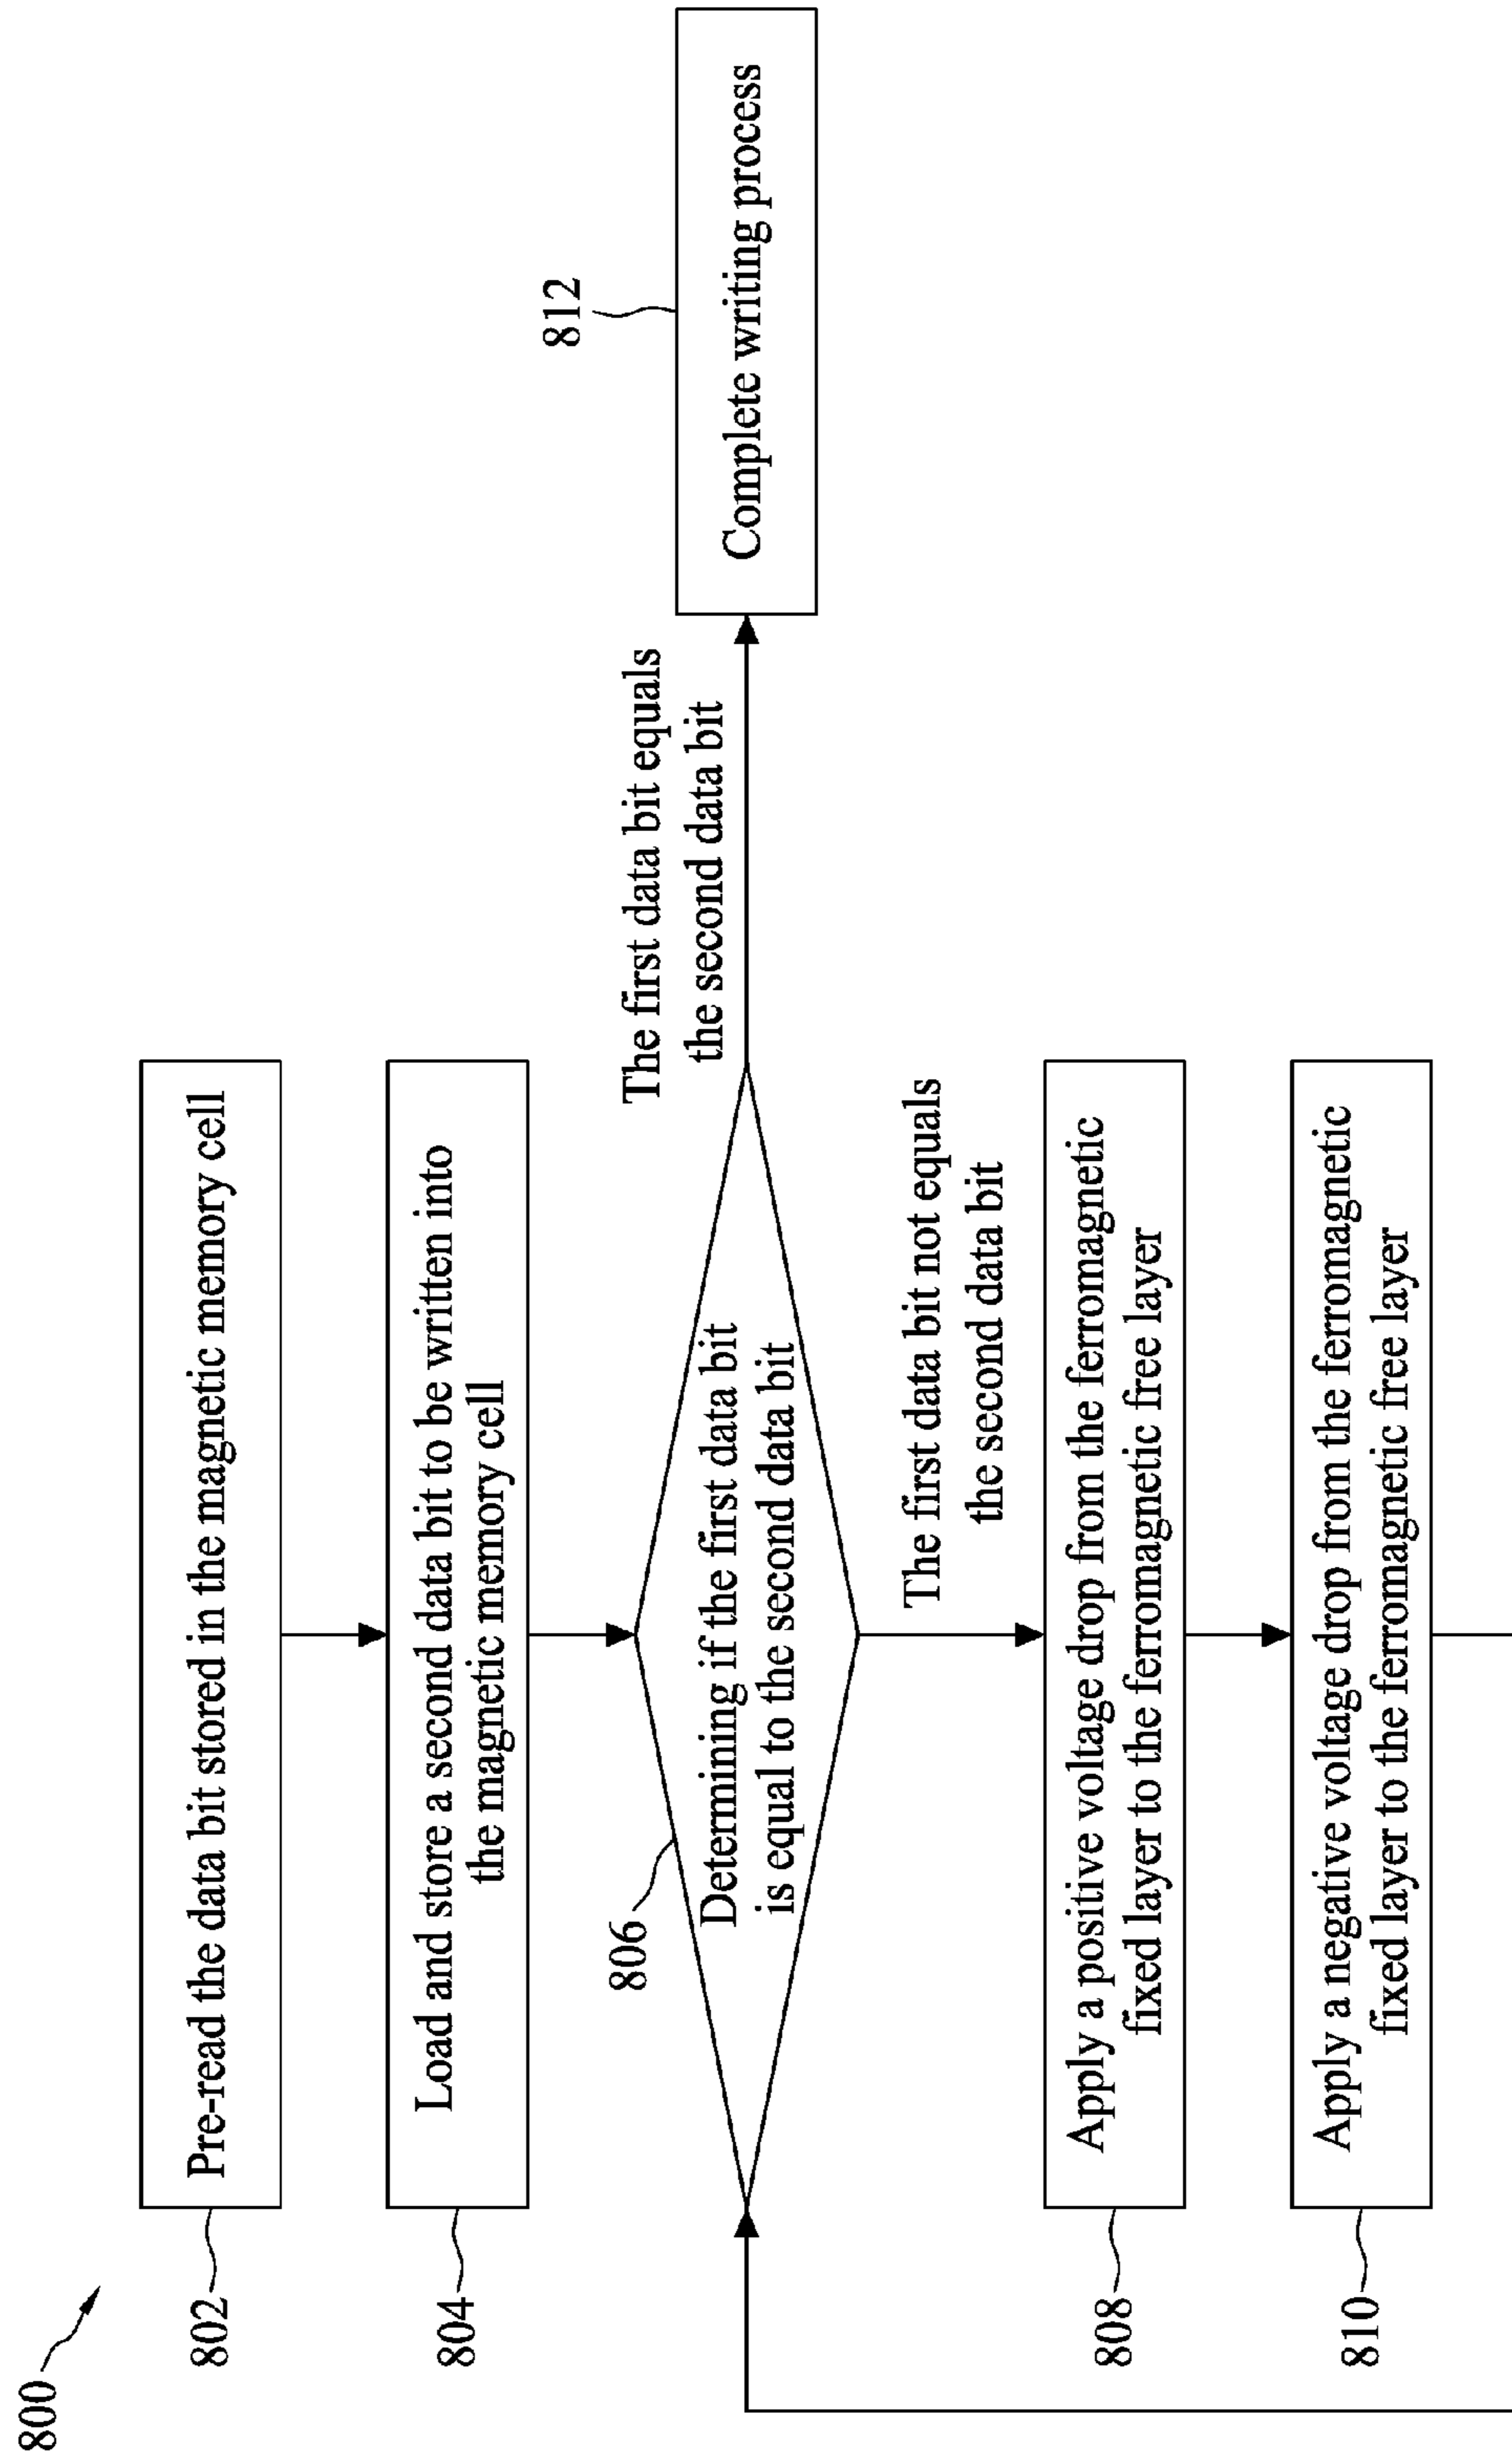 800
802
Pre-read the data bit stored in the magnetic memory cell
804
Load and store a second data bit to be written into
the magnetic memory cell
806
Determining if the first data bit
is equal to the second data bit
The first data bit equals
the second data bit
812
Complete writing process
The first data bit not equals
the second data bit
808
Apply a positive voltage drop from the ferromagnetic
fixed layer to the ferromagnetic free layer
810
Apply a negative voltage drop from the ferromagnetic
fixed layer to the ferromagnetic free layer